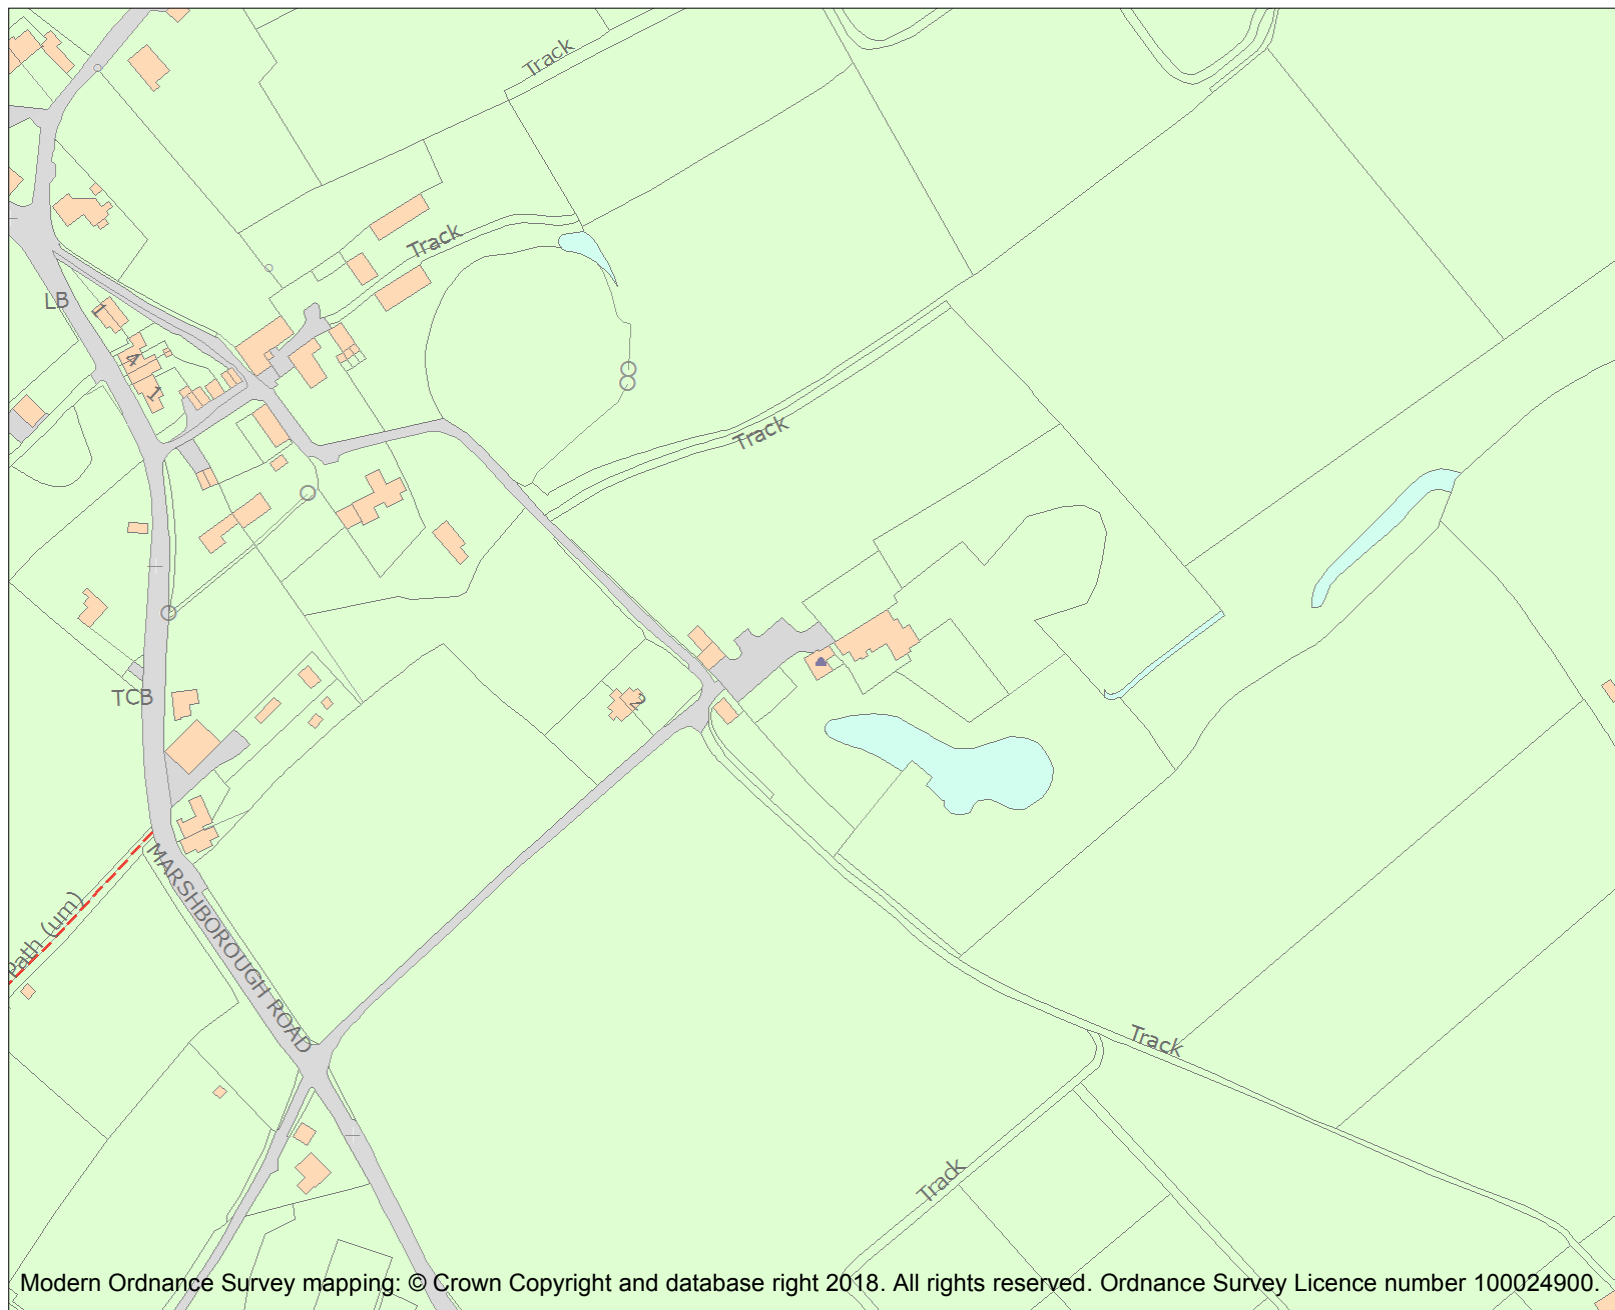 Track
Track
LB
1
4
1
Track
2
TCB
MARSHBOROUGH ROAD
Path (um)
Track
Track
Modern Ordnance Survey mapping: © Crown Copyright and database right 2018. All rights reserved. Ordnance Survey Licence number 100024900.